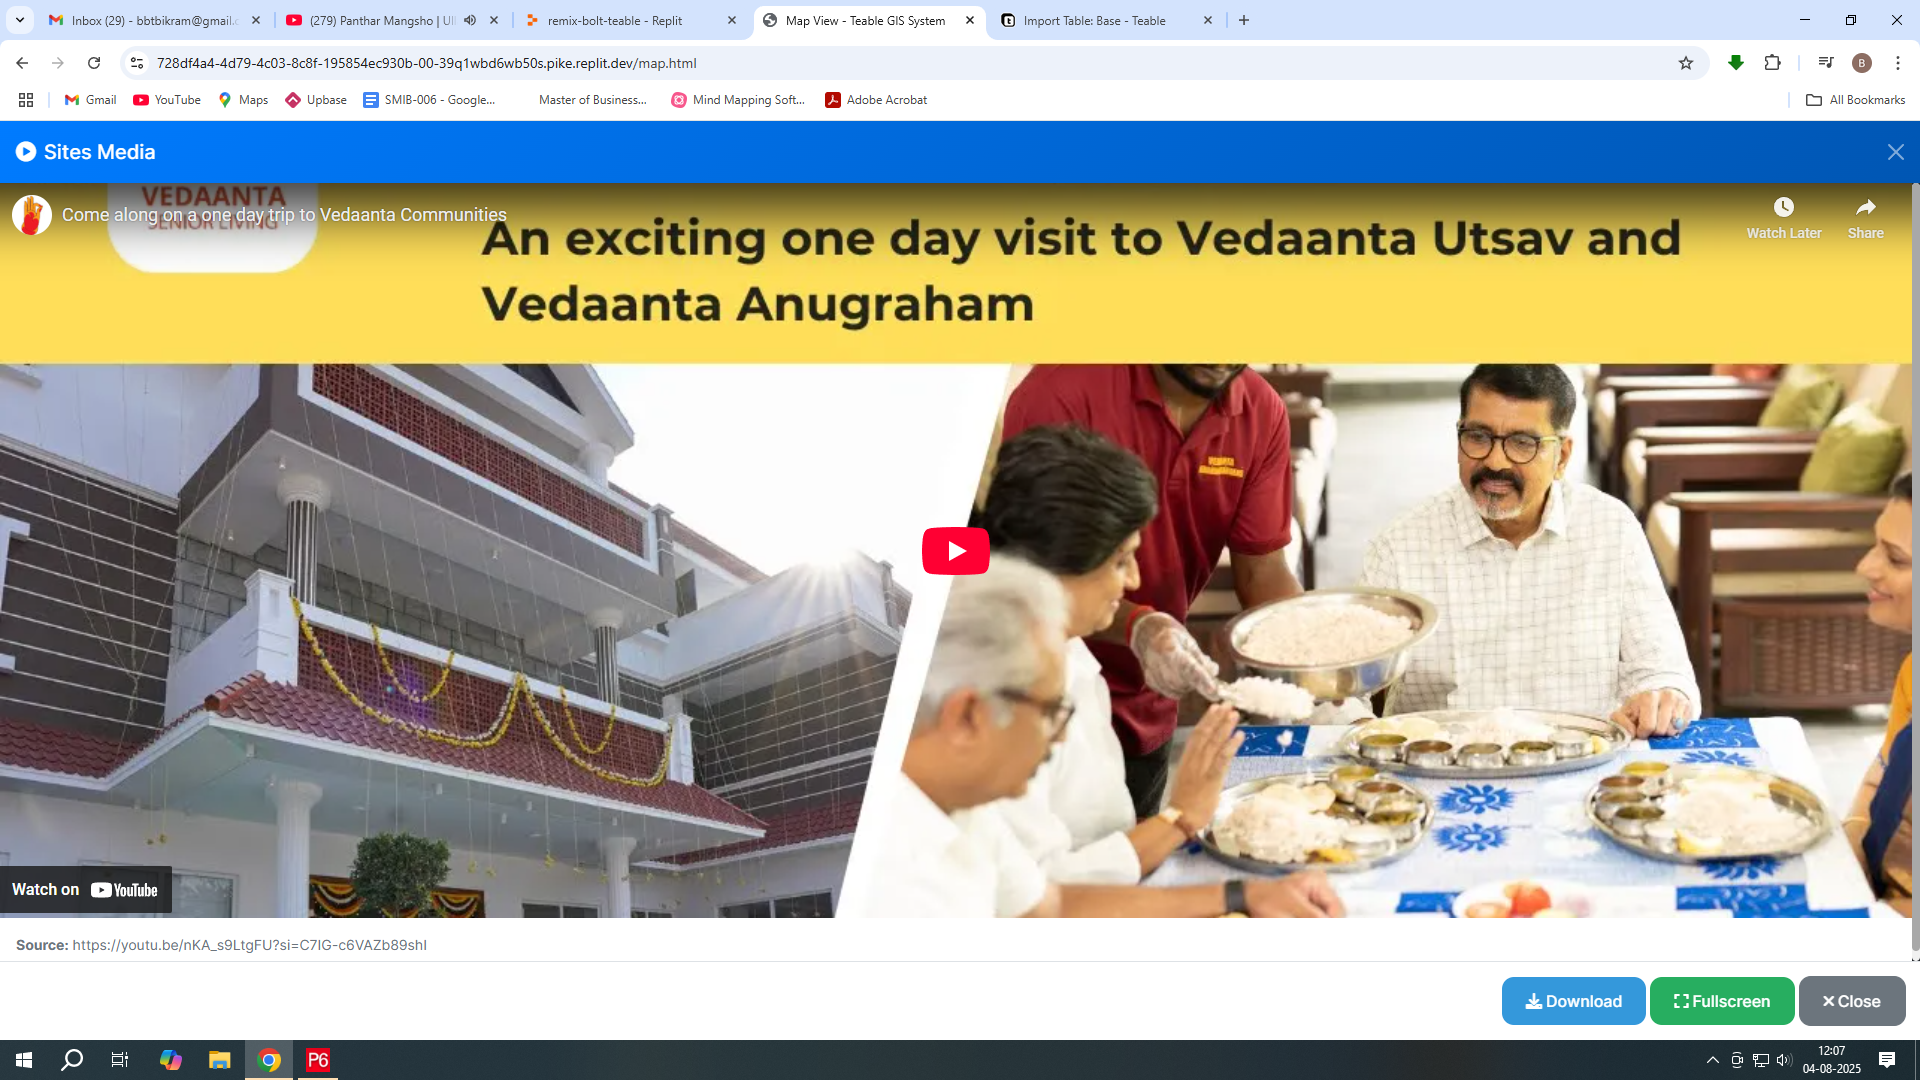 Inbox (29) - bbtbikram@gmail.c
(279) Panthar Mangsho | Ul
remix-bolt-teable - Replit
Map View - Teable GIS System
Import Table: Base - Teable
728df4a4-4d79-4c03-8c8f-195854ec930b-00-39q1wbd6wb50s.pike.replit.dev/map.html
B
Gmail
YouTube
Maps
Upbase
SMIB-006 - Google...
Master of Business...
Mind Mapping Soft...
Adobe Acrobat
All Bookmarks
Sites Media
VEDAANTA
SENIOR LIVING
Come along on a one day trip to Vedaanta Communities
Watch Later
Share
An exciting one day visit to Vedaanta Utsav and
Vedaanta Anugraham
Watch on YouTube
Source: https://youtu.be/nKA_s9LtgFU?si=C7IG-c6VAZb89shI
Download
Fullscreen
Close
P6
12:07
04-08-2025